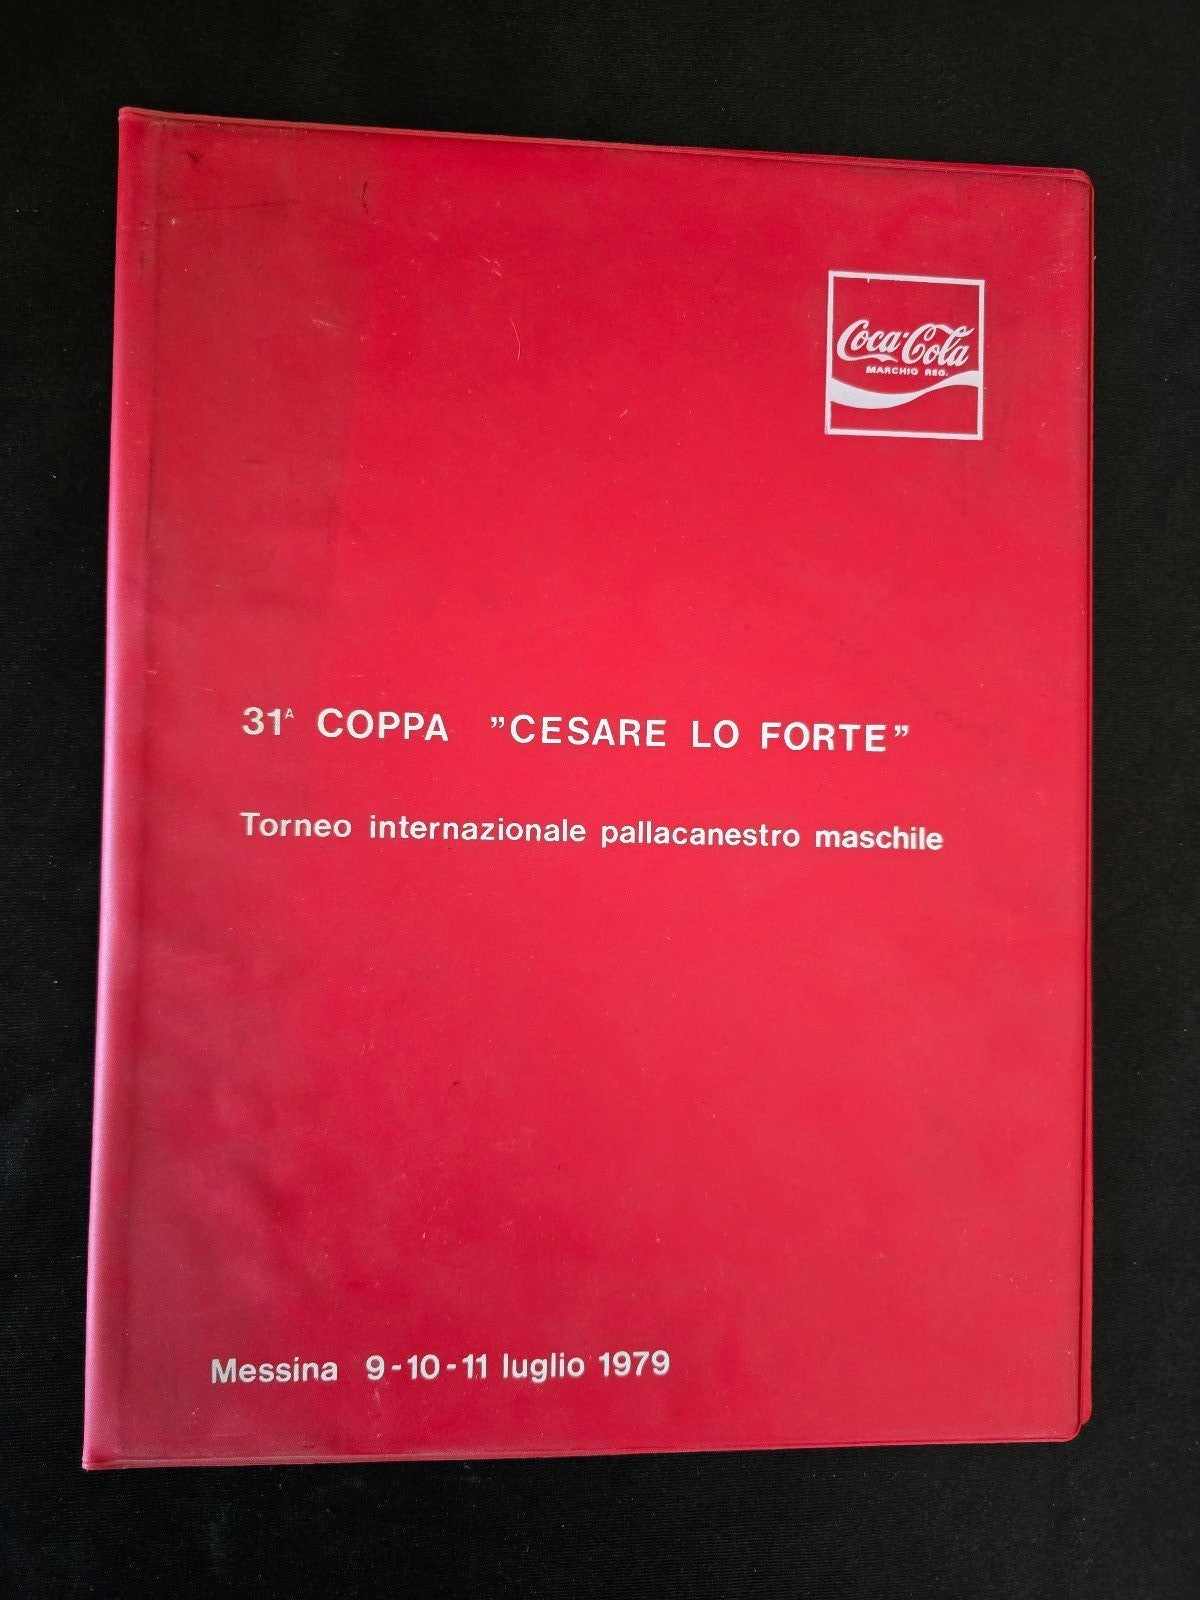 Coca-Cola
MARCHIO REG.
31ᴬ COPPA ”CESARE LO FORTE”
Torneo internazionale pallacanestro maschile
Messina 9-10-11 luglio 1979